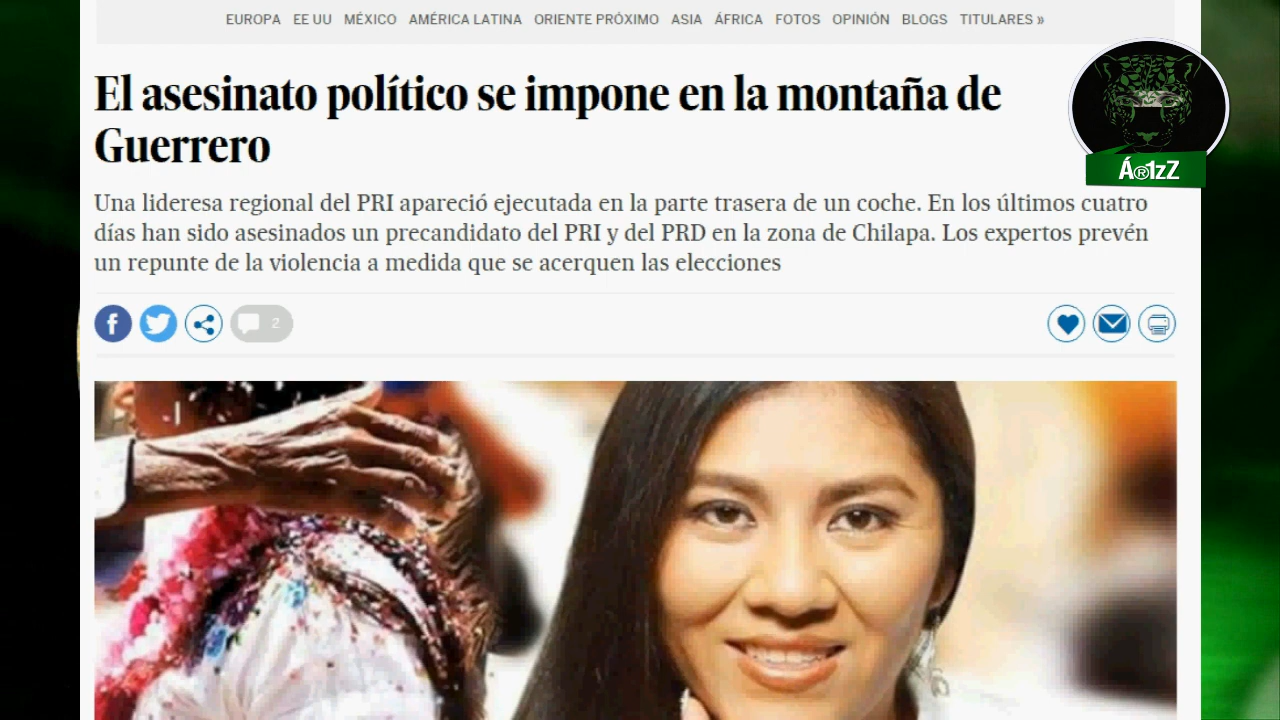 EUROPA EE UU MÉXICO AMÉRICA LATINA ORIENTE PRÓXIMO ASIA ÁFRICA FOTOS OPINIÓN BLOGS TITULARES »
El asesinato político se impone en la montaña de
Guerrero
Una lideresa regional del PRI apareció ejecutada en la parte trasera de un coche. En los últimos cuatro
días han sido asesinados un precandidato del PRI y del PRD en la zona de Chilapa. Los expertos prevén
un repunte de la violencia a medida que se acerquen las elecciones
2
Á®1zZ